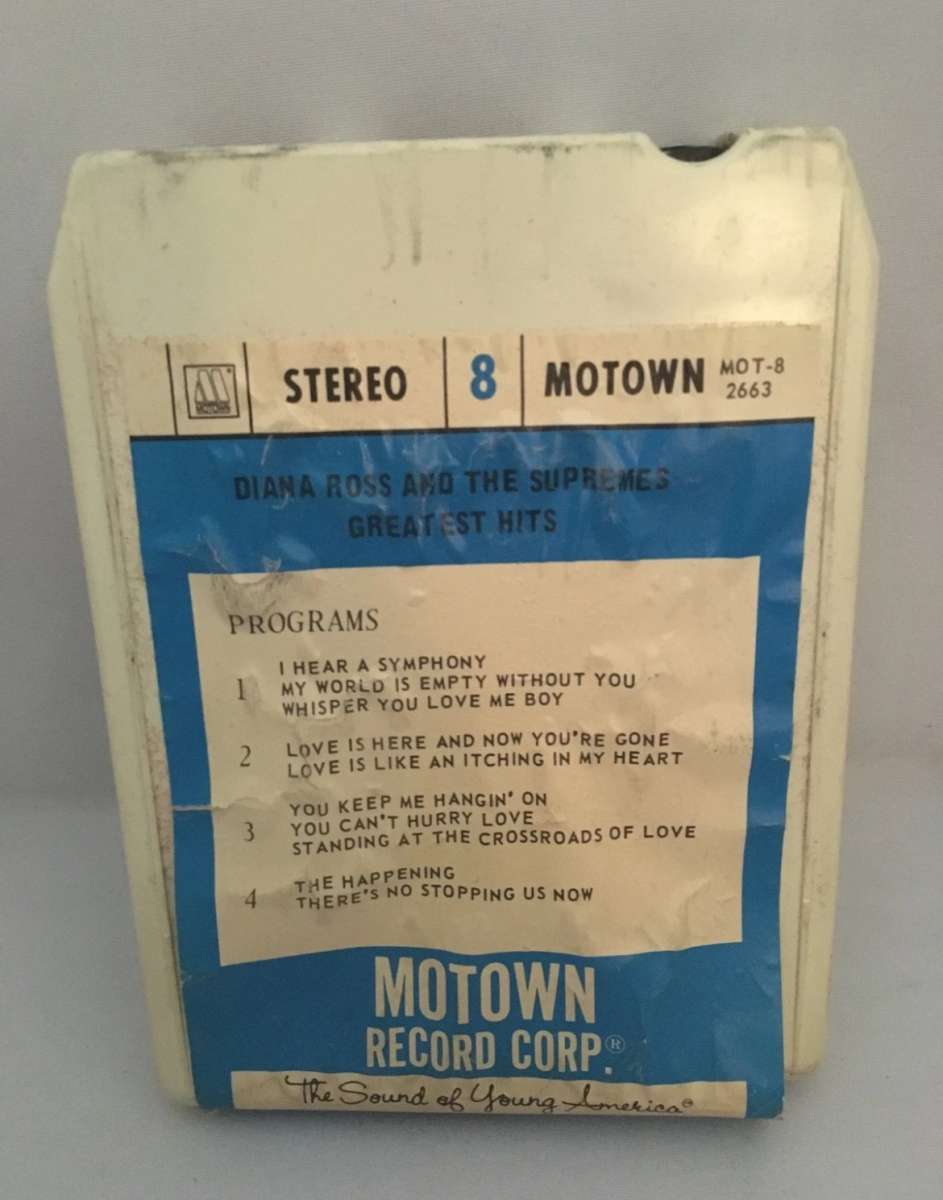 M
MOTOWN
STEREO 8 MOTOWN MOT-8
2663
DIANA ROSS AND THE SUPREMES
GREATEST HITS
PROGRAMS
1 I HEAR A SYMPHONY
MY WORLD IS EMPTY WITHOUT YOU
WHISPER YOU LOVE ME BOY
2 LOVE IS HERE AND NOW YOU'RE GONE
LOVE IS LIKE AN ITCHING IN MY HEART
3 YOU KEEP ME HANGIN' ON
YOU CAN'T HURRY LOVE
STANDING AT THE CROSSROADS OF LOVE
4 THE HAPPENING
THERE'S NO STOPPING US NOW
MOTOWN
RECORD CORP.®
The Sound of Young America®